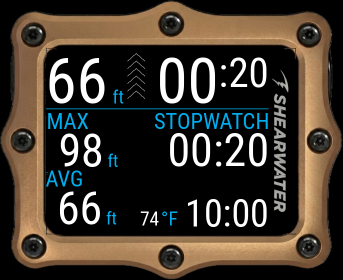 66 ft 00:20
MAX STOPWATCH
98 ft 00:20
AVG
66 ft 74°F 10:00
SHEARWATER